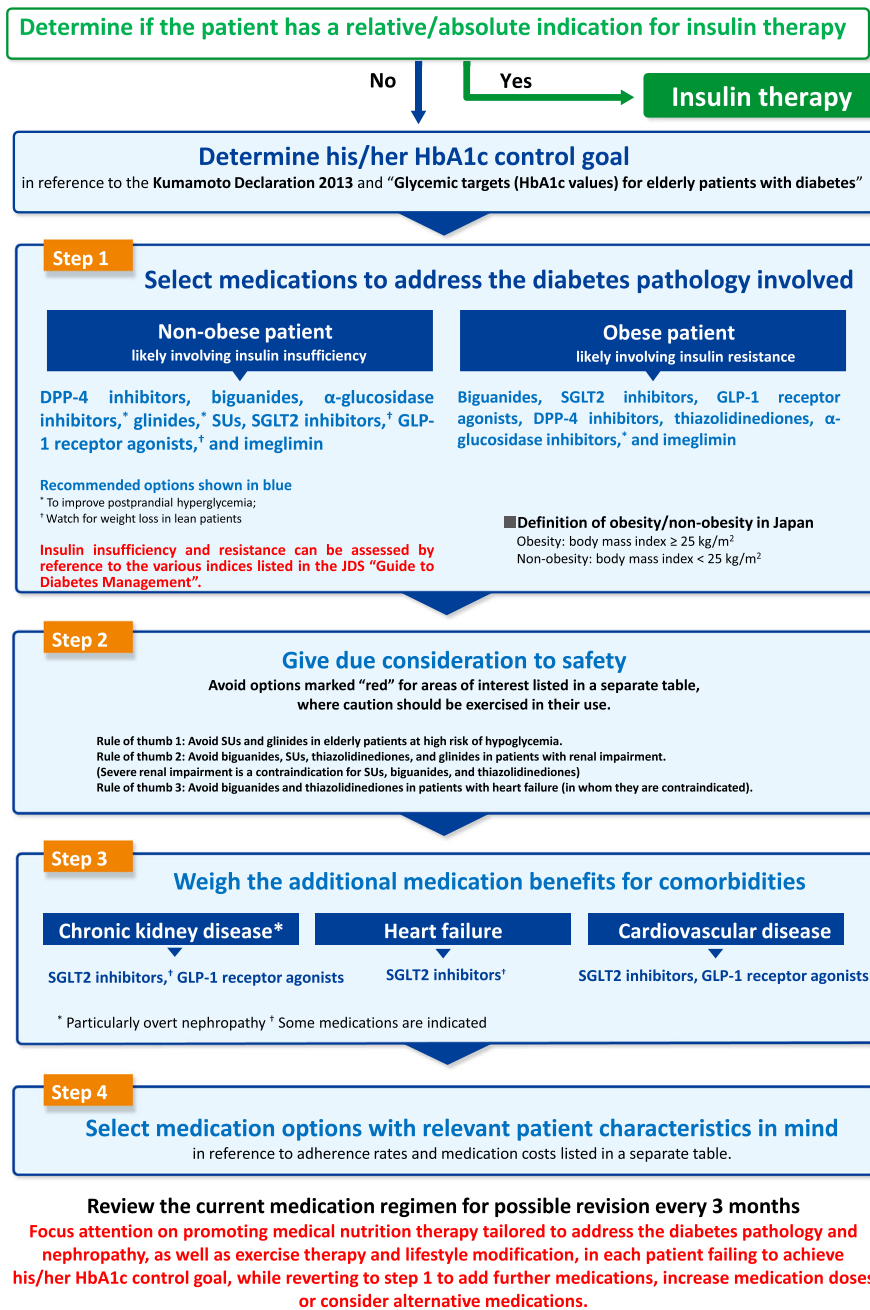 Determine if the patient has a relative/absolute indication for insulin therapy
No
Yes
Insulin therapy
Determine his/her HbA1c control goal
in reference to the Kumamoto Declaration 2013 and “Glycemic targets (HbA1c values) for elderly patients with diabetes”
Step 1
Select medications to address the diabetes pathology involved
Non-obese patient
likely involving insulin insufficiency
DPP-4 inhibitors, biguanides, α-glucosidase
inhibitors,* glinides,* SUs, SGLT2 inhibitors,† GLP-
1 receptor agonists,† and imeglimin
Recommended options shown in blue
* To improve postprandial hyperglycemia;
† Watch for weight loss in lean patients
Insulin insufficiency and resistance can be assessed by
reference to the various indices listed in the JDS “Guide to
Diabetes Management”.
Obese patient
likely involving insulin resistance
Biguanides, SGLT2 inhibitors, GLP-1 receptor
agonists, DPP-4 inhibitors, thiazolidinediones, α-
glucosidase inhibitors,* and imeglimin
Definition of obesity/non-obesity in Japan
Obesity: body mass index ≥ 25 kg/m²
Non-obesity: body mass index < 25 kg/m²
Step 2
Give due consideration to safety
Avoid options marked “red” for areas of interest listed in a separate table,
where caution should be exercised in their use.
Rule of thumb 1: Avoid SUs and glinides in elderly patients at high risk of hypoglycemia.
Rule of thumb 2: Avoid biguanides, SUs, thiazolidinediones, and glinides in patients with renal impairment.
(Severe renal impairment is a contraindication for SUs, biguanides, and thiazolidinediones)
Rule of thumb 3: Avoid biguanides and thiazolidinediones in patients with heart failure (in whom they are contraindicated).
Step 3
Weigh the additional medication benefits for comorbidities
Chronic kidney disease*
SGLT2 inhibitors,† GLP-1 receptor agonists
Heart failure
SGLT2 inhibitors†
Cardiovascular disease
SGLT2 inhibitors, GLP-1 receptor agonists
* Particularly overt nephropathy † Some medications are indicated
Step 4
Select medication options with relevant patient characteristics in mind
in reference to adherence rates and medication costs listed in a separate table.
Review the current medication regimen for possible revision every 3 months
Focus attention on promoting medical nutrition therapy tailored to address the diabetes pathology and
nephropathy, as well as exercise therapy and lifestyle modification, in each patient failing to achieve
his/her HbA1c control goal, while reverting to step 1 to add further medications, increase medication doses
or consider alternative medications.